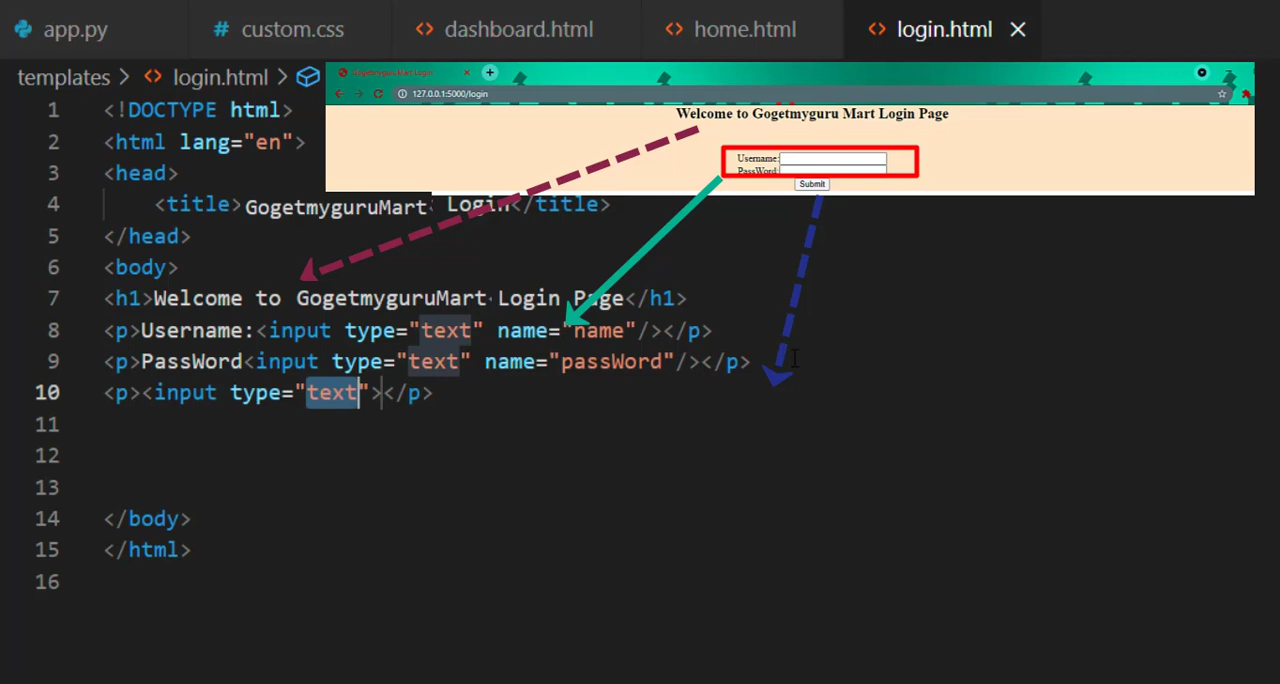 app.py # custom.css <> dashboard.html <> home.html <> login.html ×
templates > <> login.html >
Gogetmyguru Mart Login × +
127.0.0.1:5000/login
Welcome to Gogetmyguru Mart Login Page
Username:
PassWord:
Submit
1 <!DOCTYPE html>
2 <html lang="en">
3 <head>
4 <title>GogetmyguruMart Login</title>
5 </head>
6 <body>
7 <h1>Welcome to GogetmyguruMart Login Page</h1>
8 <p>Username:<input type="text" name="name"/></p>
9 <p>PassWord<input type="text" name="passWord"/></p>
10 <p><input type="text"></p>
11
12
13
14 </body>
15 </html>
16